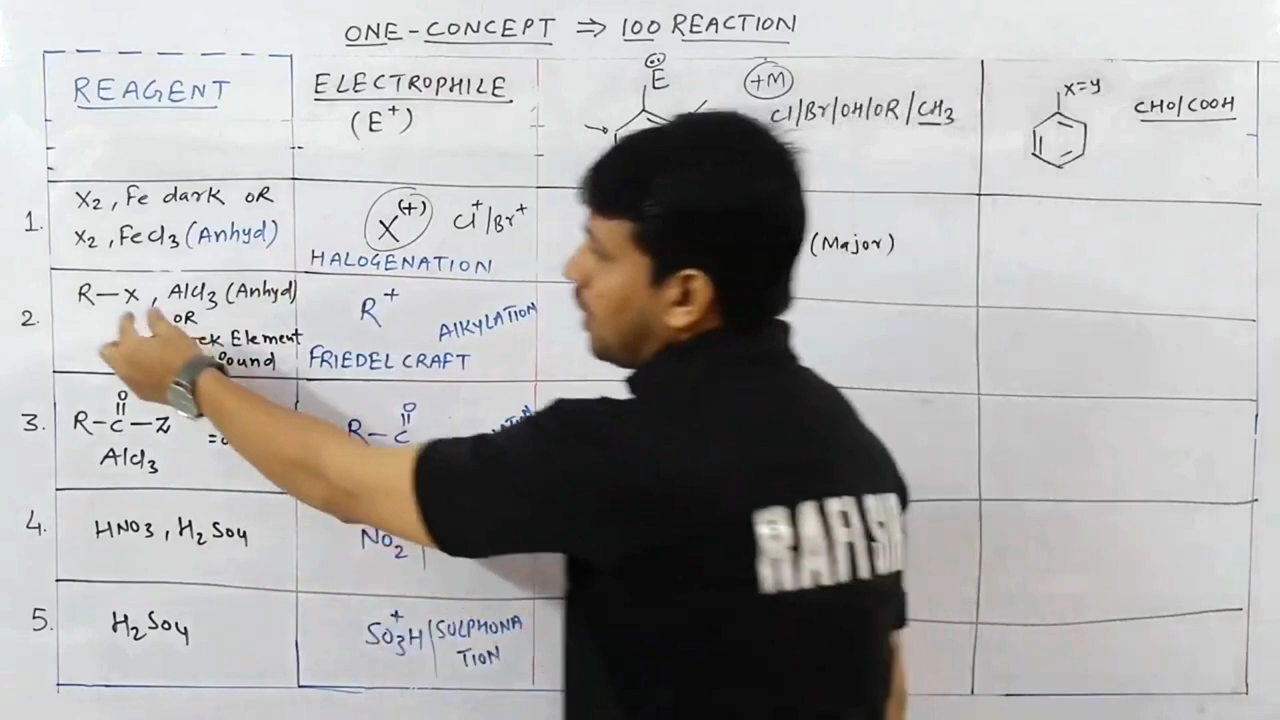 ONE-CONCEPT ⇒ 100 REACTION
REAGENT
ELECTROPHILE
(E⁺)
E
+M
Cl/Br/OH/OR/CH₃
X=Y
CHO/COOH
1.
X₂, Fe dark OR
X₂, FeCl₃ (Anhyd)
X⁽⁺⁾ Cl⁺/Br⁺
HALOGENATION
(Major)
2.
R-X, AlCl₃ (Anhyd)
OR
Element
R⁺
AlKYLATION
FRIEDEL CRAFT
3.
O
R-C-Z
AlCl₃
O
R-C
4.
HNO₃, H₂SO₄
NO₂
5.
H₂SO₄
+
SO₃H/SULPHONA
TION